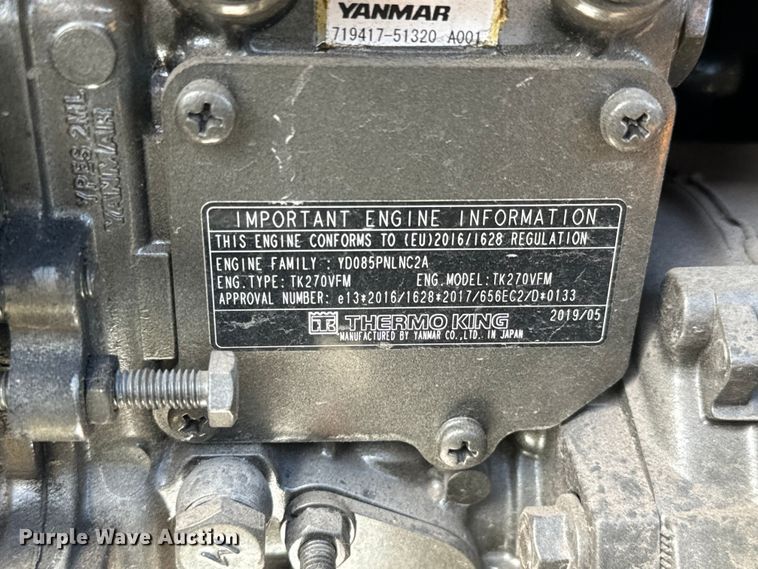 YANMAR
719417-51320 A001
YPES 2ML
YANMAR
IMPORTANT ENGINE INFORMATION
THIS ENGINE CONFORMS TO (EU)2016/1628 REGULATION
ENGINE FAMILY : YD085PNLNC2A
ENG.TYPE: TK270VFM ENG.MODEL:TK270VFM
APPROVAL NUMBER: e13*2016/1628*2017/656EC2/D*0133
THERMO KING 2019/05
MANUFACTURED BY YANMAR CO.,LTD. IN JAPAN
Purple Wave Auction